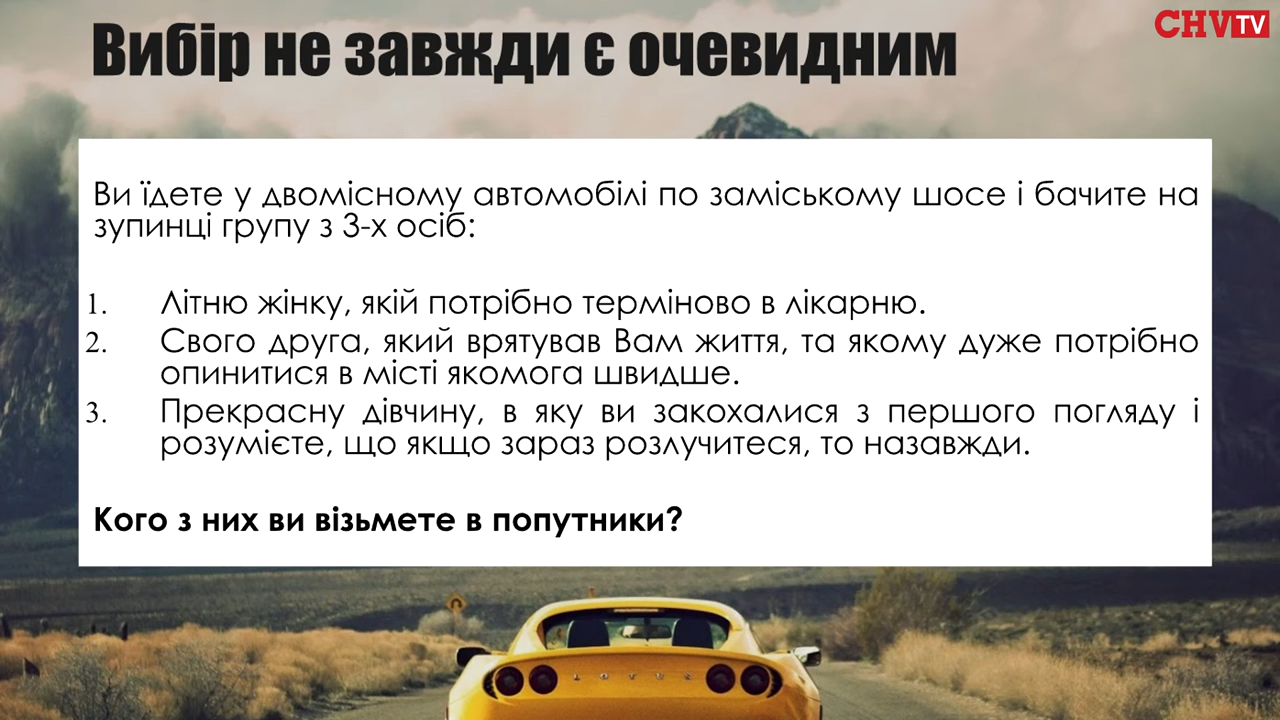 CHVTV
Вибір не завжди є очевидним
Ви їдете у двомісному автомобілі по заміському шосе і бачите на
зупинці групу з 3-х осіб:
1. Літню жінку, якій потрібно терміново в лікарню.
2. Свого друга, який врятував Вам життя, та якому дуже потрібно
опинитися в місті якомога швидше.
3. Прекрасну дівчину, в яку ви закохалися з першого погляду і
розумієте, що якщо зараз розлучитеся, то назавжди.
Кого з них ви візьмете в попутники?
LOTUS